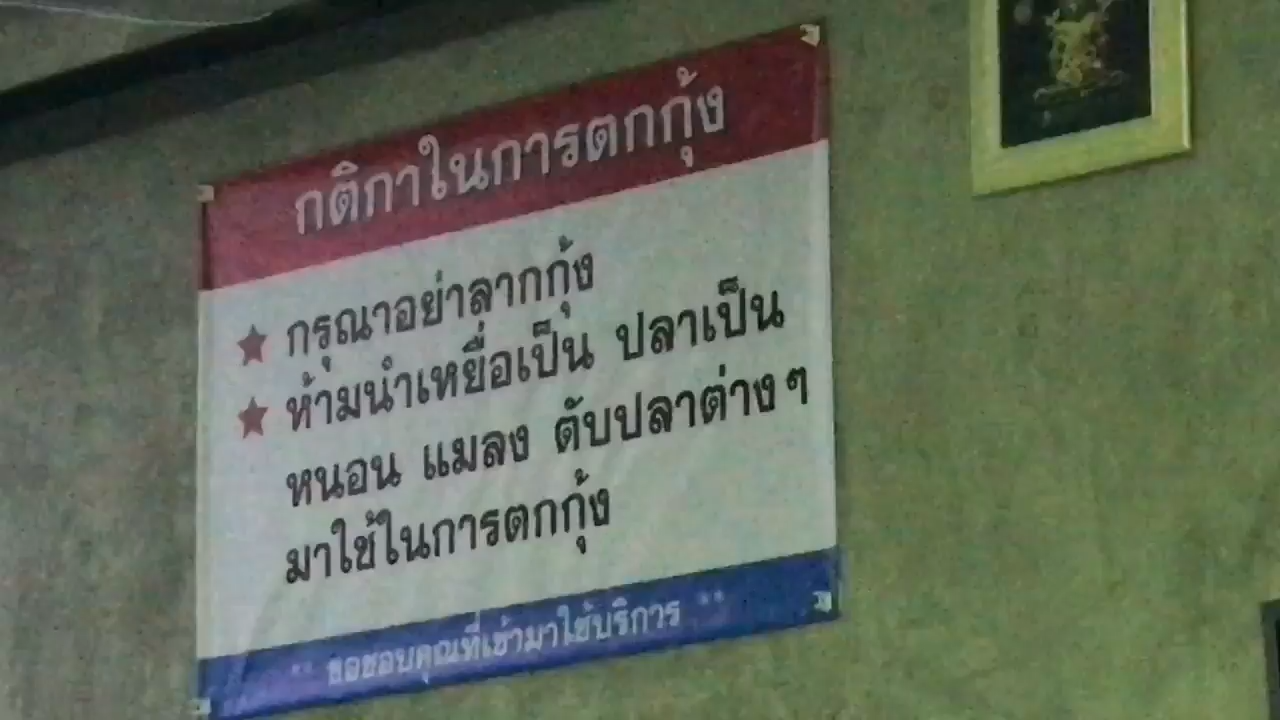 กติกาในการตกกุ้ง
★ กรุณาอย่าลากกุ้ง
★ ห้ามนำเหยื่อเป็น ปลาเป็น
หนอน แมลง ตับปลาต่างๆ
มาใช้ในการตกกุ้ง
" ขอขอบคุณที่เข้ามาใช้บริการ "